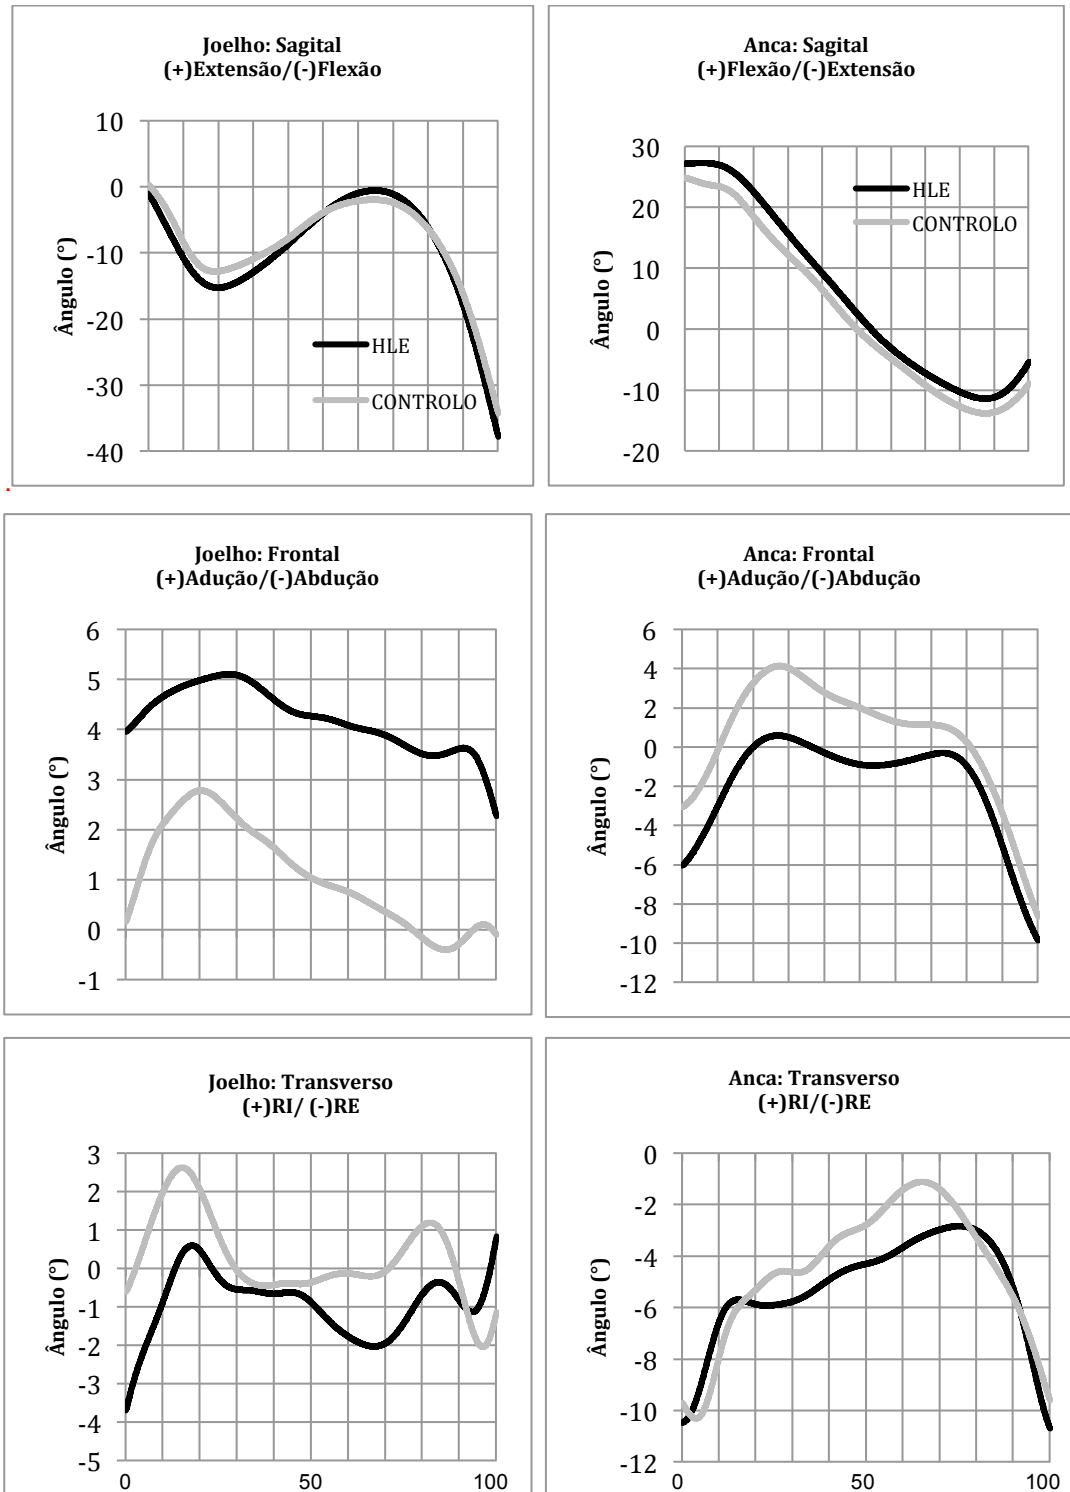 Joelho: Sagital
(+)Extensão/(-)Flexão
10
0
-10
-20
-30
-40
Ângulo (°)
HLE
CONTROLO
Anca: Sagital
(+)Flexão/(-)Extensão
30
20
10
0
-10
-20
Ângulo (°)
HLE
CONTROLO
Joelho: Frontal
(+)Adução/(-)Abdução
6
5
4
3
2
1
0
-1
Ângulo (°)
Anca: Frontal
(+)Adução/(-)Abdução
6
4
2
0
-2
-4
-6
-8
-10
-12
Ângulo (°)
Joelho: Transverso
(+)RI/ (-)RE
3
2
1
0
-1
-2
-3
-4
-5
Ângulo (°)
0 50 100
Anca: Transverso
(+)RI/(-)RE
0
-2
-4
-6
-8
-10
-12
Ângulo (°)
0 50 100